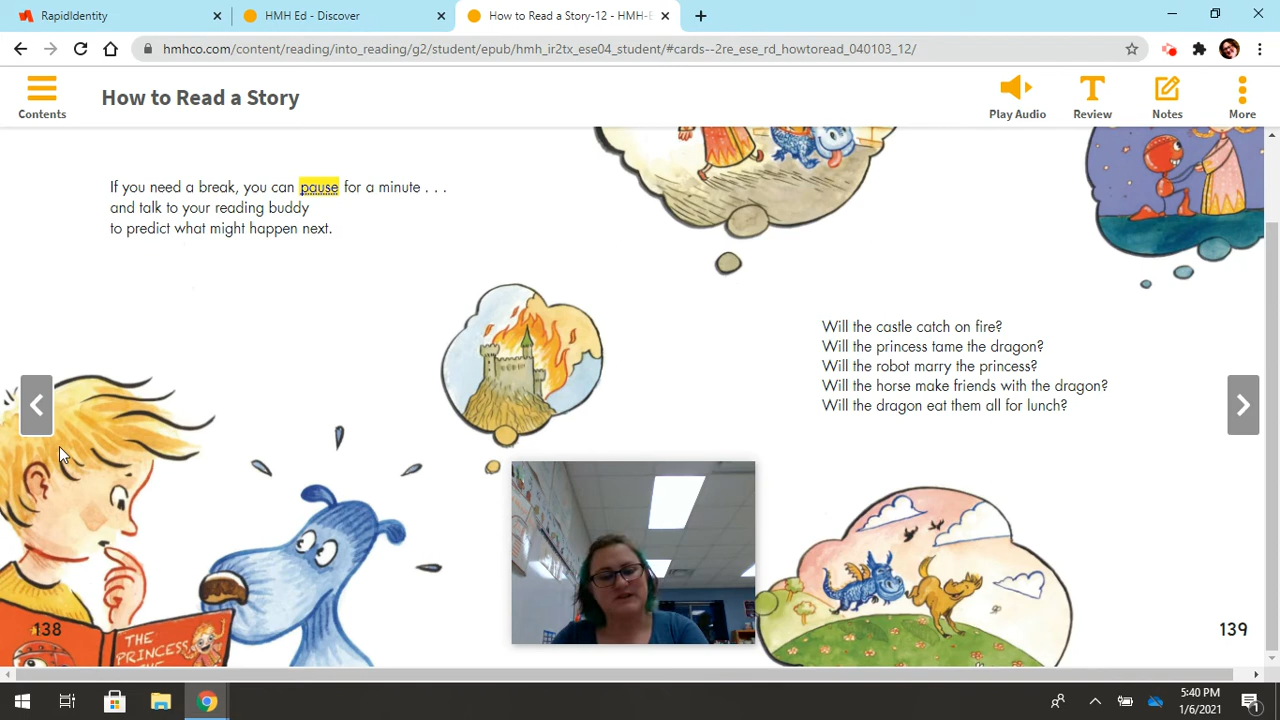 RapidIdentity
HMH Ed - Discover
How to Read a Story-12 - HMH-E
hmhco.com/content/reading/into_reading/g2/student/epub/hmh_ir2tx_ese04_student/#cards--2re_ese_rd_howtoread_040103_12/
Contents
How to Read a Story
Play Audio
Review
Notes
More
If you need a break, you can pause for a minute . . .
and talk to your reading buddy
to predict what might happen next.
Will the castle catch on fire?
Will the princess tame the dragon?
Will the robot marry the princess?
Will the horse make friends with the dragon?
Will the dragon eat them all for lunch?
138
THE
PRINCESS
THE
139
5:40 PM
1/6/2021
1